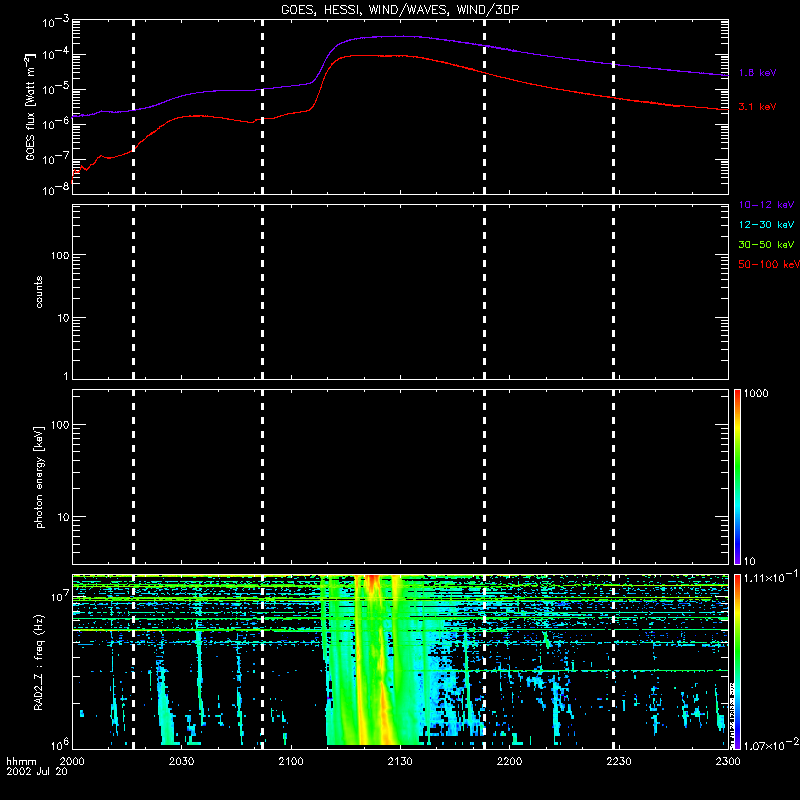 GOES, HESSI, WIND/WAVES, WIND/3DP
10⁻³
10⁻⁴
10⁻⁵
10⁻⁶
10⁻⁷
10⁻⁸
GOES flux [Watt m⁻²]
1.8 keV
3.1 keV
100
10
1
counts
10-12 keV
12-30 keV
30-50 keV
50-100 keV
100
10
photon energy [keV]
1000
10
10⁷
10⁶
RAD2_Z : freq (Hz)
1.11×10⁻¹
1.07×10⁻²
2000 2030 2100 2130 2200 2230 2300
hhmm
2002 Jul 20